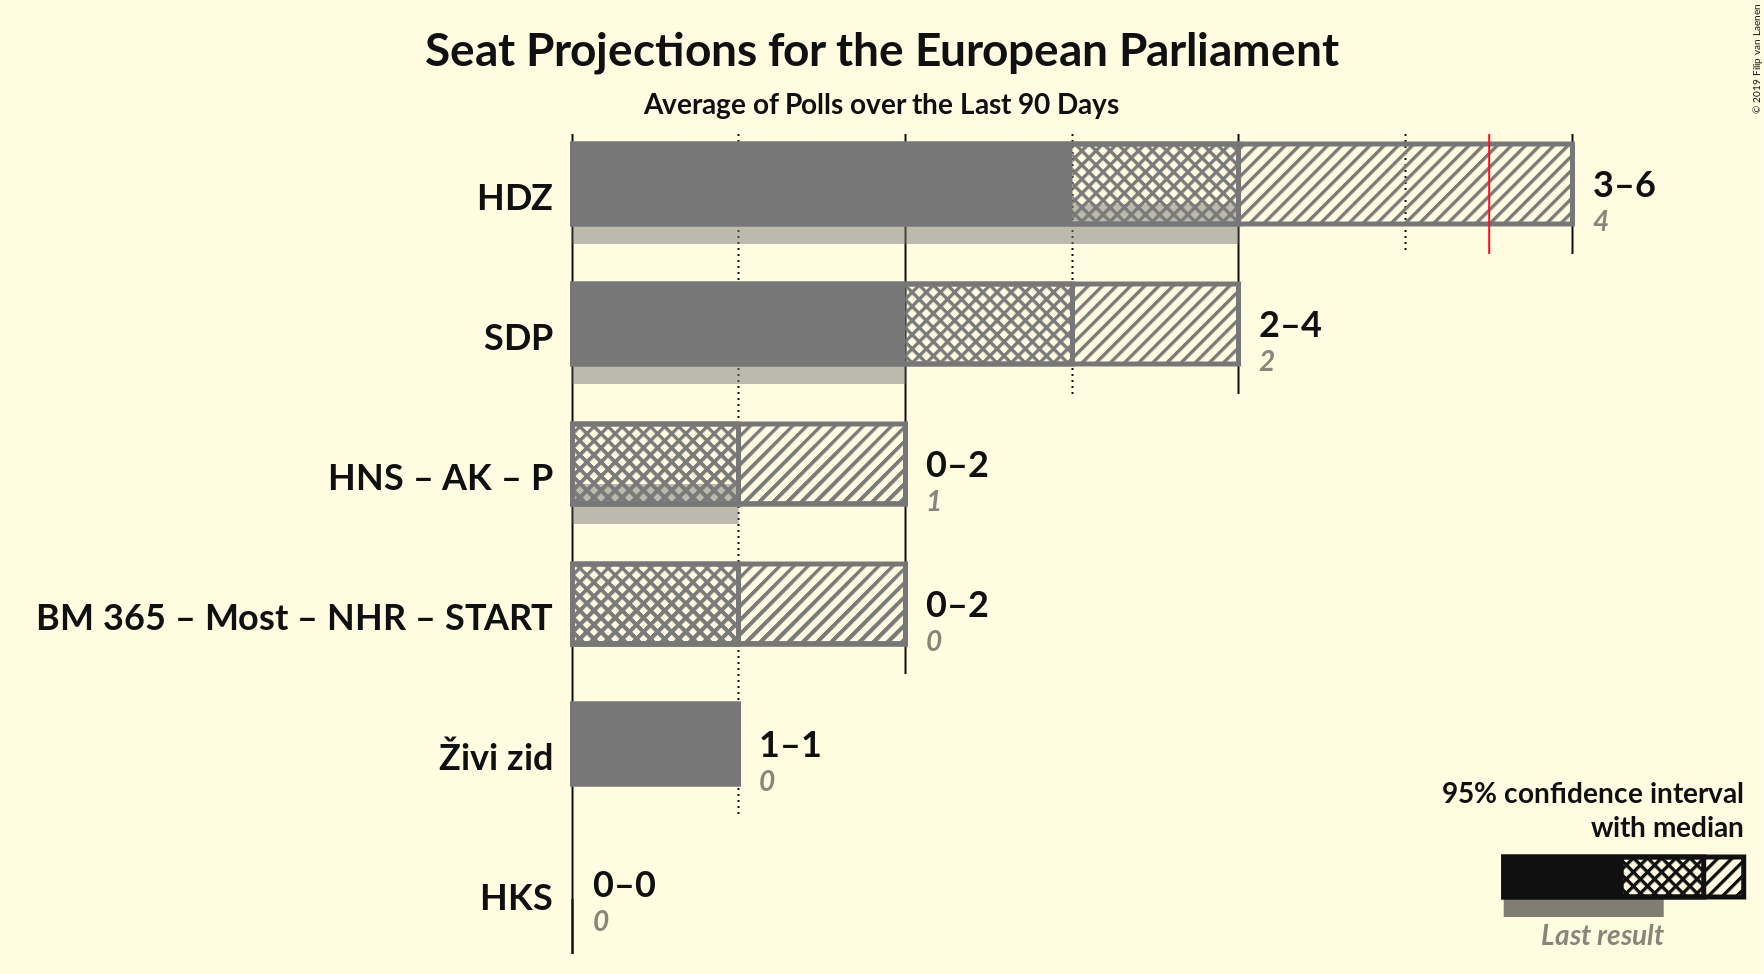 Seat Projections for the European Parliament
Average of Polls over the Last 90 Days
© 2019 Filip van Laenen
HDZ
3–6
4
SDP
2–4
2
HNS – AK – P
0–2
1
BM 365 – Most – NHR – START
0–2
0
Živi zid
1–1
0
HKS
0–0
0
95% confidence interval
with median
Last result